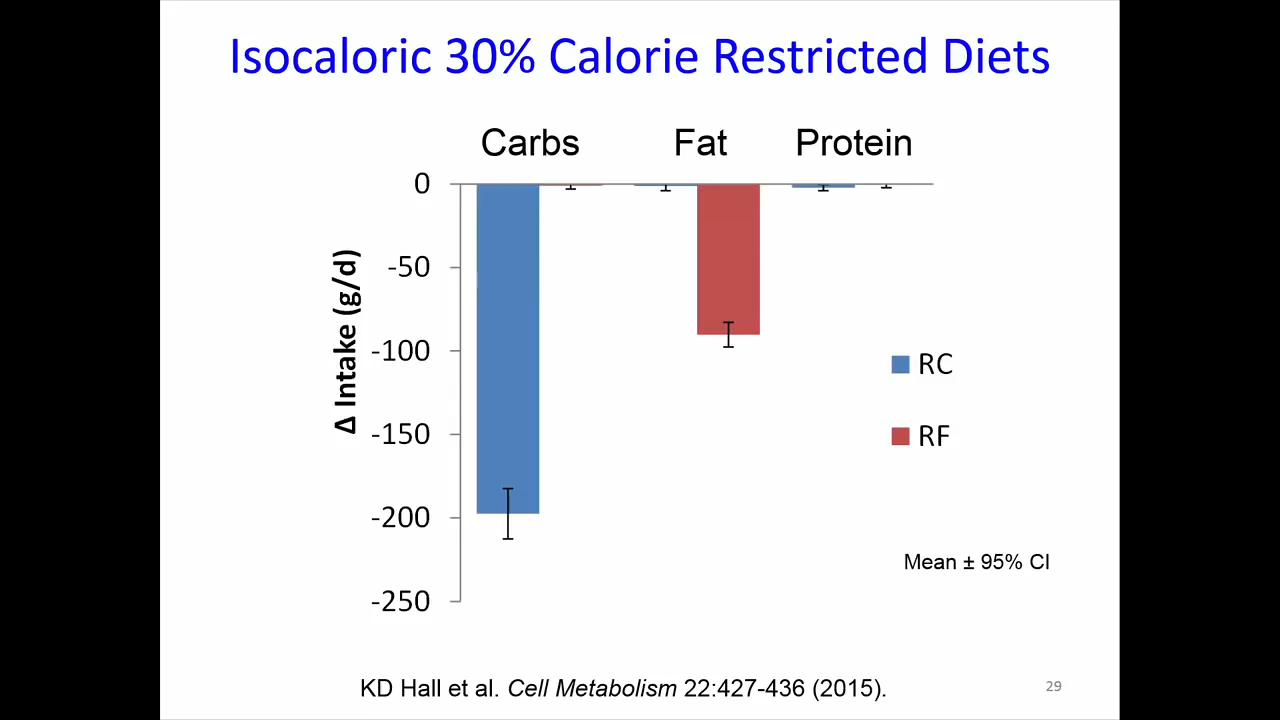 Isocaloric 30% Calorie Restricted Diets
Carbs Fat Protein
0
-50
-100
-150
-200
-250
Δ Intake (g/d)
RC
RF
Mean ± 95% CI
KD Hall et al. Cell Metabolism 22:427-436 (2015).
29